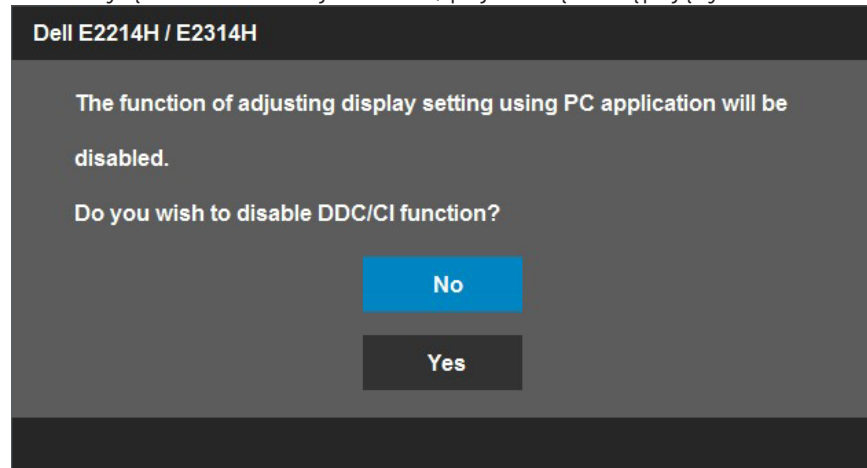 Dell E2214H / E2314H
The function of adjusting display setting using PC application will be
disabled.
Do you wish to disable DDC/CI function?
No
Yes